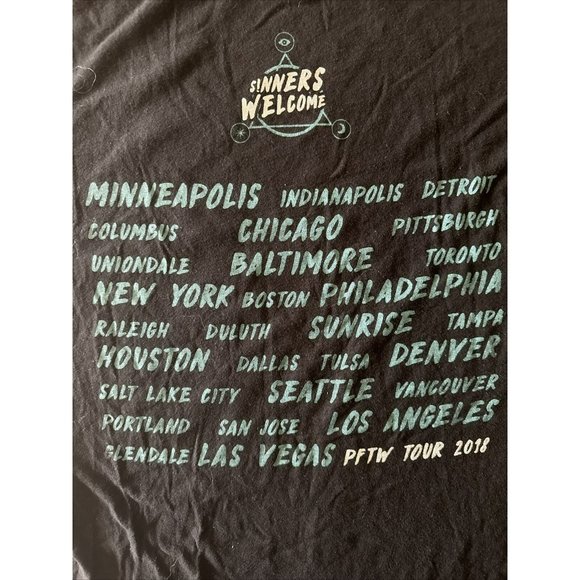 SINNERS
WELCOME
MINNEAPOLIS INDIANAPOLIS DETROIT
COLUMBUS CHICAGO PITTSBURGH
UNIONDALE BALTIMORE TORONTO
NEW YORK BOSTON PHILADELPHIA
RALEIGH DULUTH SUNRISE TAMPA
HOUSTON DALLAS TULSA DENVER
SALT LAKE CITY SEATTLE VANCOUVER
PORTLAND SAN JOSE LOS ANGELES
GLENDALE LAS VEGAS PFTW TOUR 2018